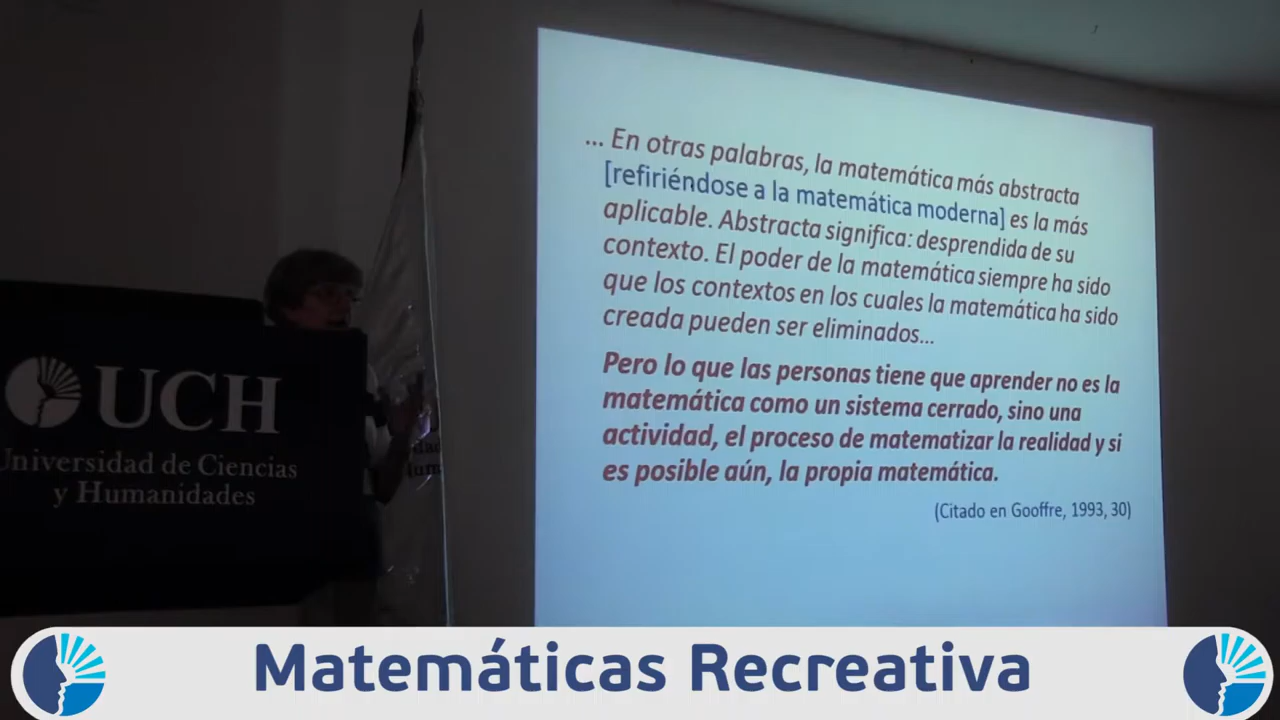 ... En otras palabras, la matemática más abstracta
[refiriéndose a la matemática moderna] es la más
aplicable. Abstracta significa: desprendida de su
contexto. El poder de la matemática siempre ha sido
que los contextos en los cuales la matemática ha sido
creada pueden ser eliminados...
Pero lo que las personas tiene que aprender no es la
matemática como un sistema cerrado, sino una
actividad, el proceso de matematizar la realidad y si
es posible aún, la propia matemática.
(Citado en Gooffre, 1993, 30)
UCH
Universidad de Ciencias
y Humanidades
Matemáticas Recreativa